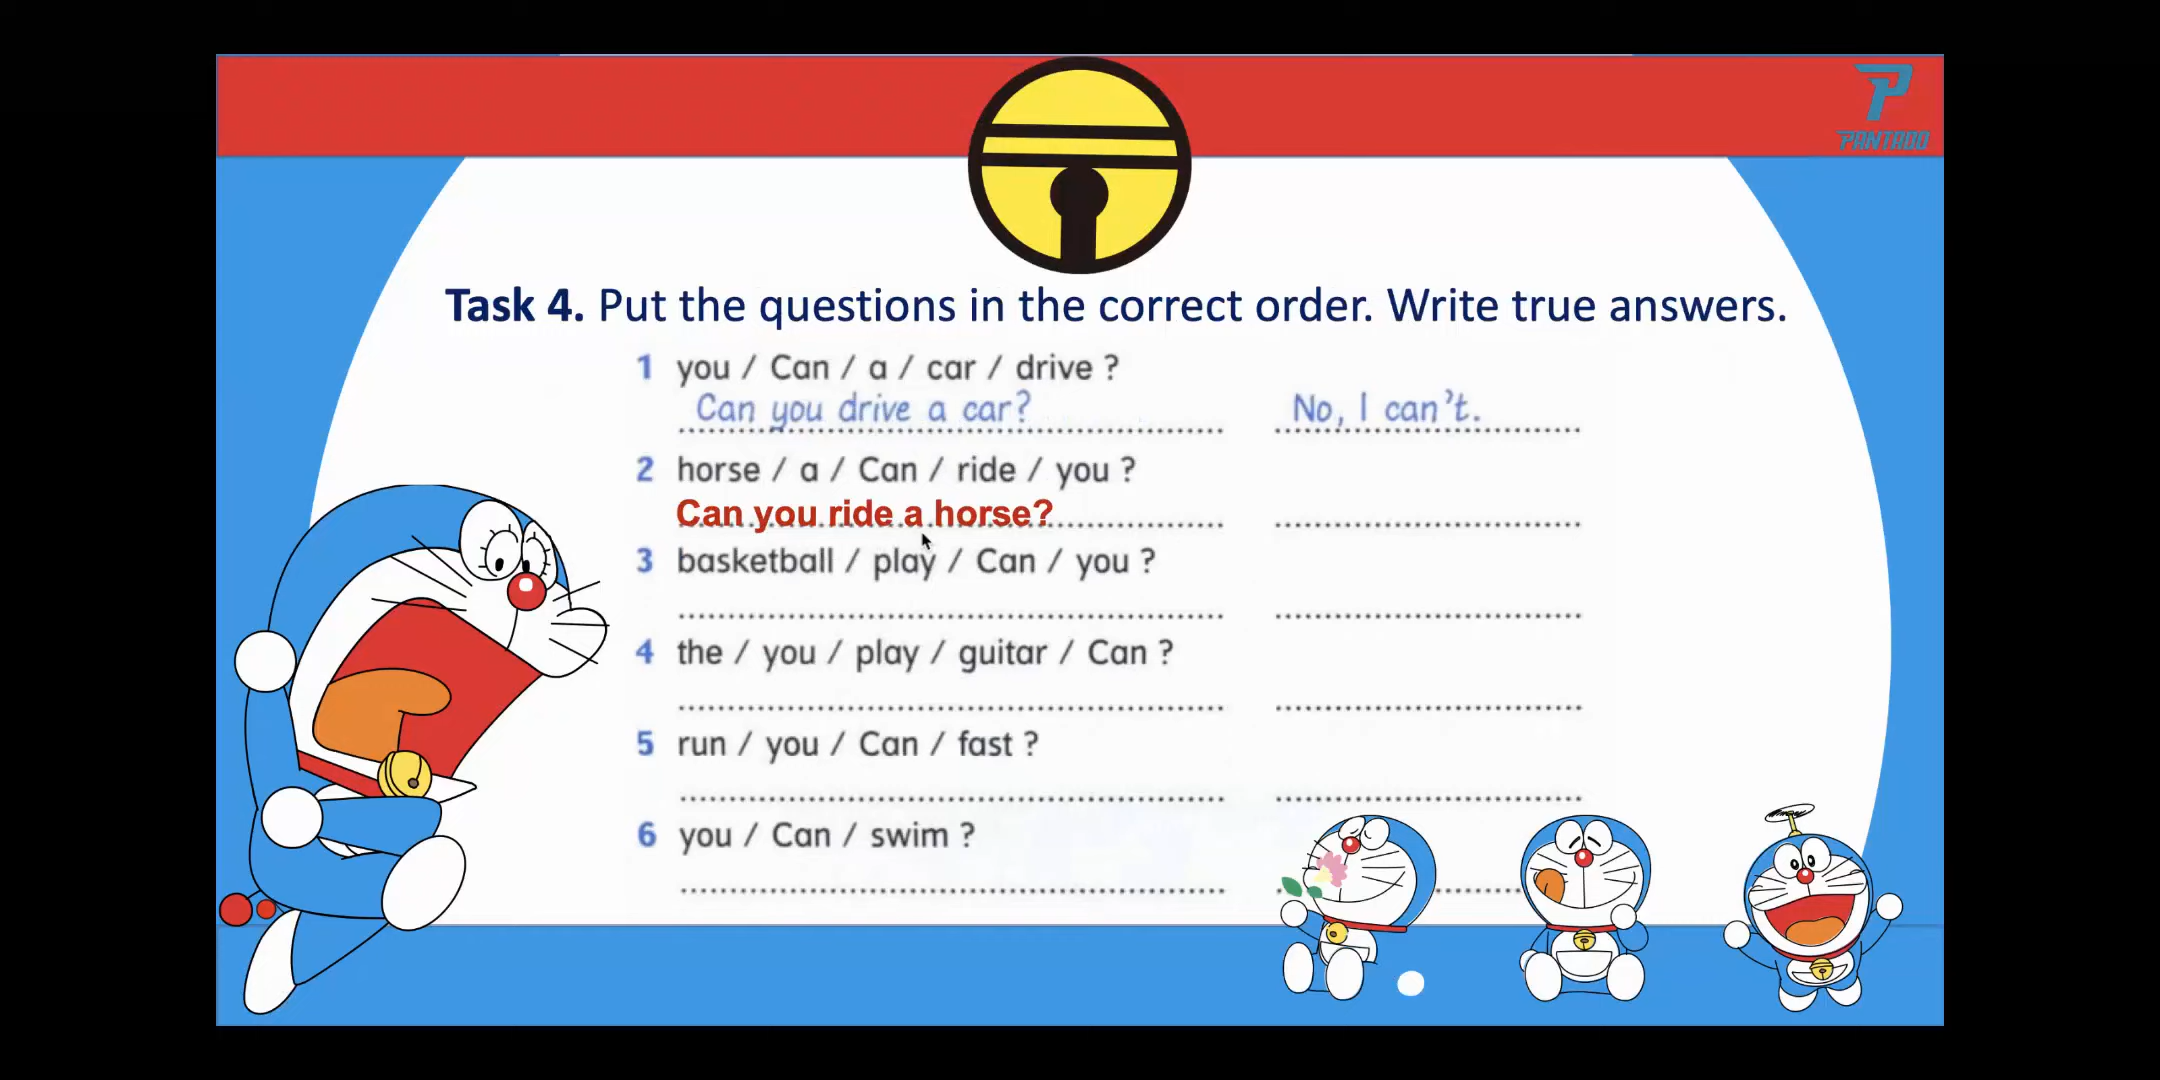 PANTADO
Task 4. Put the questions in the correct order. Write true answers.
1 you / Can / a / car / drive ?
Can you drive a car? No, I can't.
2 horse / a / Can / ride / you ?
Can you ride a horse?
3 basketball / play / Can / you ?
4 the / you / play / guitar / Can ?
5 run / you / Can / fast ?
6 you / Can / swim ?